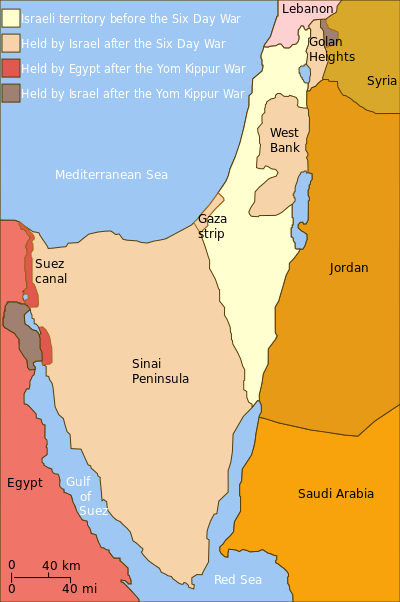 Israeli territory before the Six Day War
Held by Israel after the Six Day War
Held by Egypt after the Yom Kippur War
Held by Israel after the Yom Kippur War
Lebanon
Golan
Heights
Syria
West
Bank
Mediterranean Sea
Gaza
strip
Suez
canal
Jordan
Sinai
Peninsula
Egypt
Gulf
of
Suez
Saudi Arabia
0 40 km
0 40 mi
Red Sea